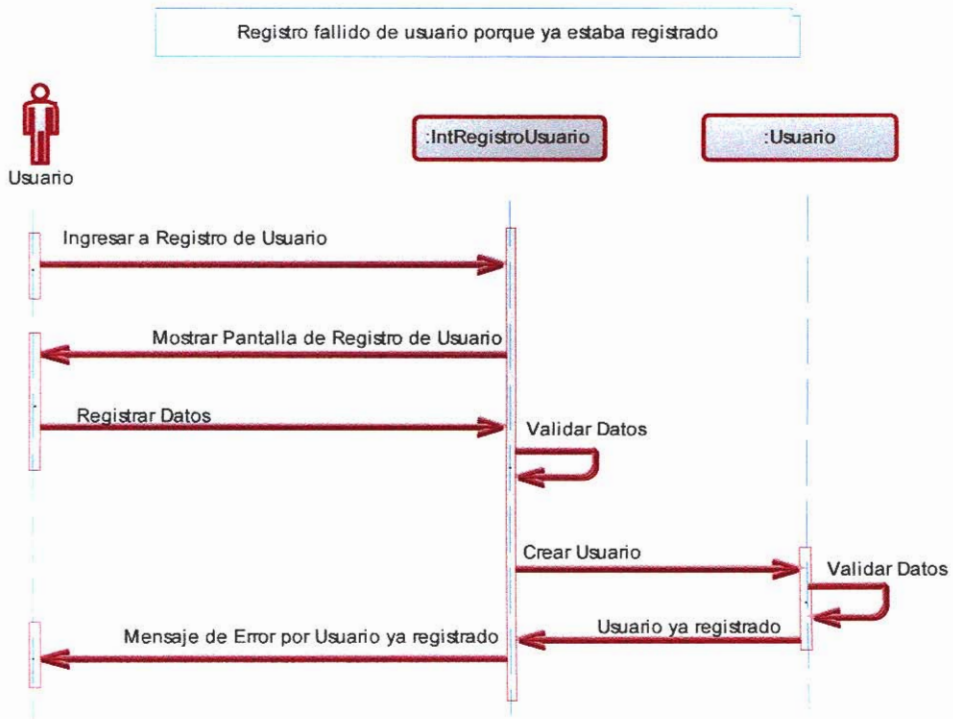 Registro fallido de usuario porque ya estaba registrado
Usuario
:IntRegistroUsuario
:Usuario
Ingresar a Registro de Usuario
Mostrar Pantalla de Registro de Usuario
Registrar Datos
Validar Datos
Crear Usuario
Validar Datos
Usuario ya registrado
Mensaje de Error por Usuario ya registrado